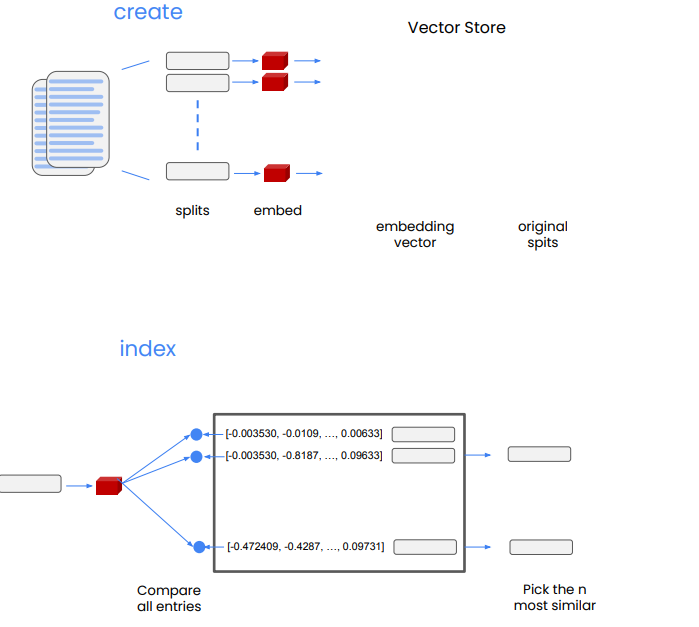 create
Vector Store
splits
embed
embedding
vector
original
spits
index
[-0.003530, -0.0109, …, 0.00633]
[-0.003530, -0.8187, …, 0.09633]
[-0.472409, -0.4287, …, 0.09731]
Compare
all entries
Pick the n
most similar